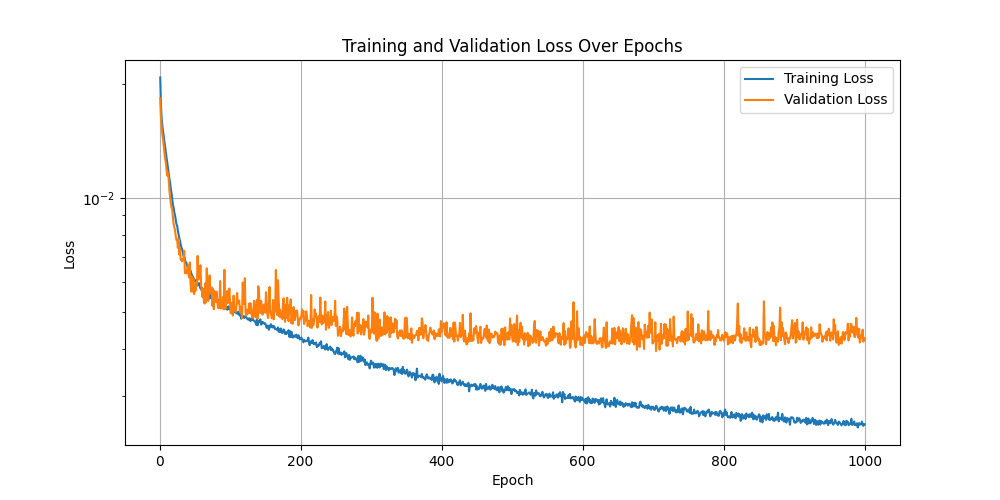 Training and Validation Loss Over Epochs
Training Loss
Validation Loss
10⁻²
Loss
0 200 400 600 800 1000
Epoch